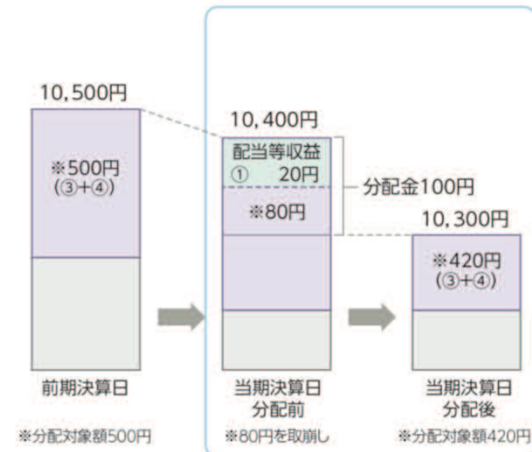 10,500円
※500円
(③+④)
前期決算日
※分配対象額500円
10,400円
配当等収益
① 20円
※80円
分配金100円
当期決算日
分配前
※80円を取崩し
10,300円
※420円
(③+④)
当期決算日
分配後
※分配対象額420円